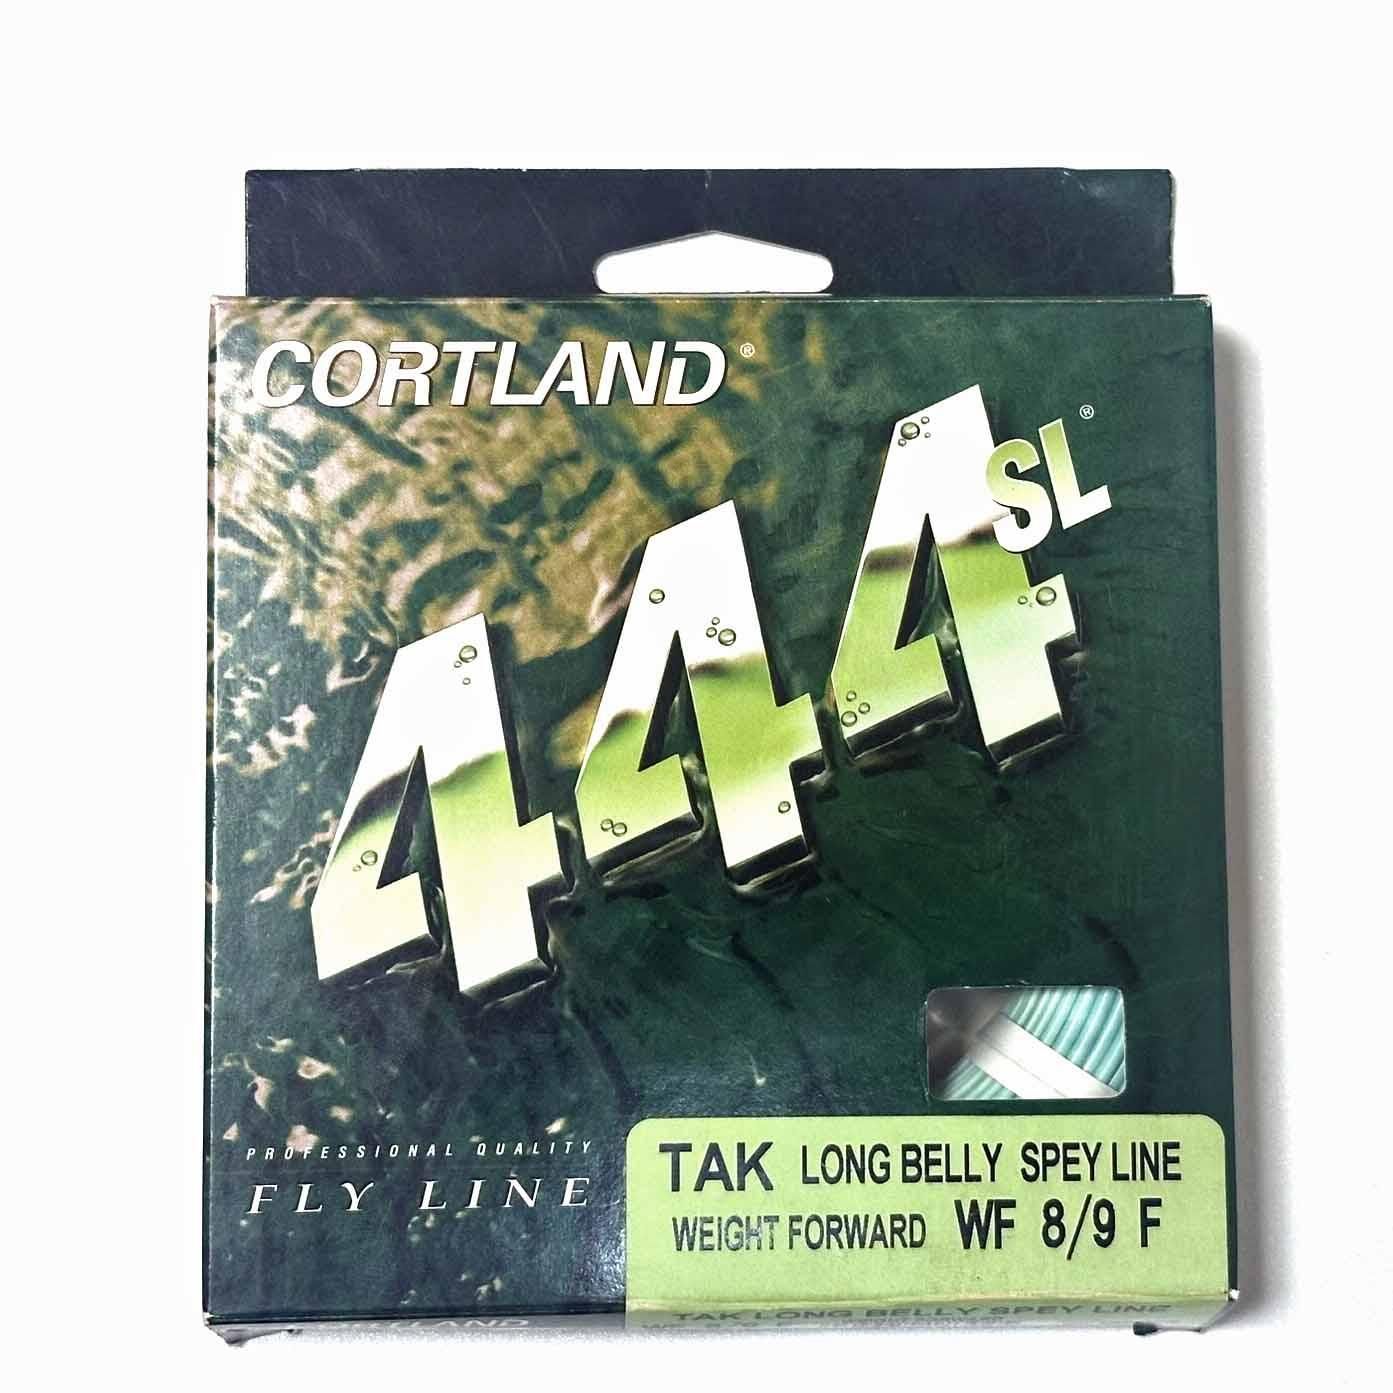 CORTLAND®
444SL®
PROFESSIONAL QUALITY
FLY LINE
TAK LONG BELLY SPEY LINE
WEIGHT FORWARD WF 8/9 F
TAK LONG BELLY SPEY LINE